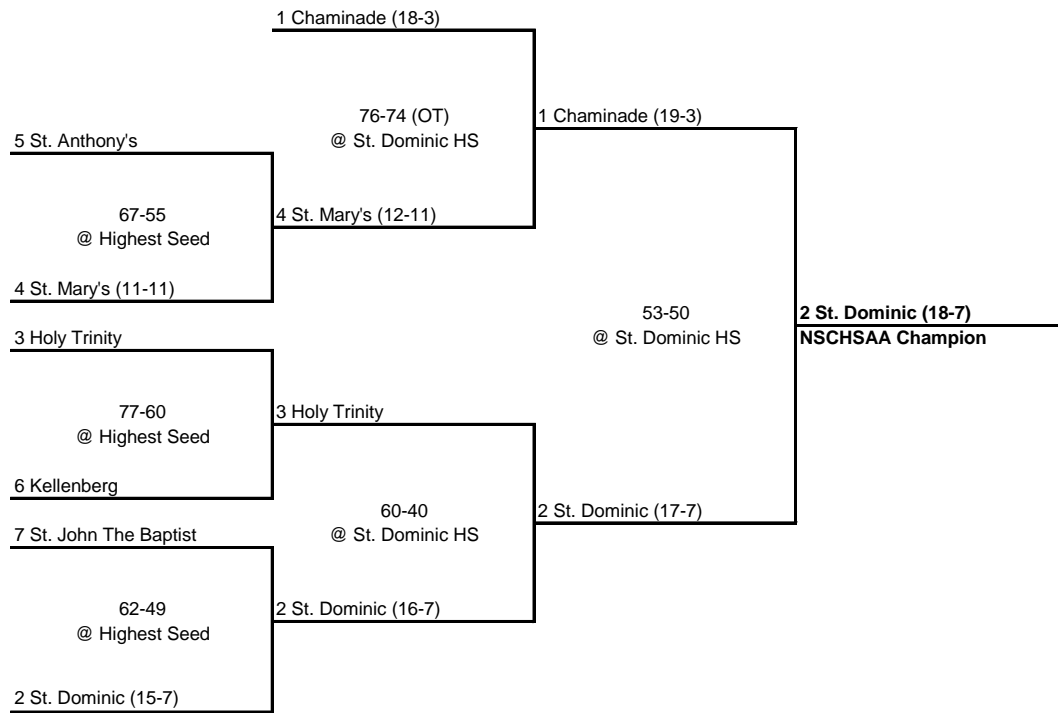 1 Chaminade (18-3)
76-74 (OT)
@ St. Dominic HS
1 Chaminade (19-3)
5 St. Anthony's
67-55
@ Highest Seed
4 St. Mary's (12-11)
4 St. Mary's (11-11)
53-50
@ St. Dominic HS
2 St. Dominic (18-7)
NSCHSAA Champion
3 Holy Trinity
77-60
@ Highest Seed
3 Holy Trinity
6 Kellenberg
60-40
@ St. Dominic HS
2 St. Dominic (17-7)
7 St. John The Baptist
62-49
@ Highest Seed
2 St. Dominic (16-7)
2 St. Dominic (15-7)